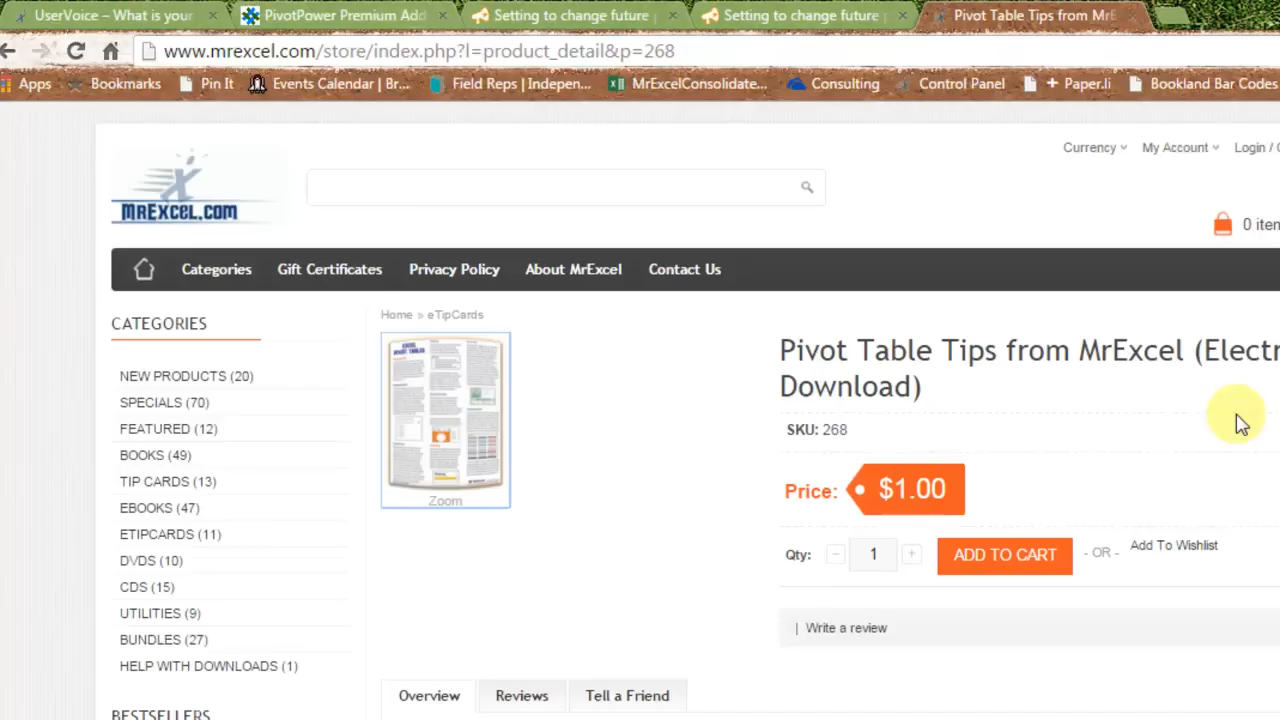 UserVoice – What is your
PivotPower Premium Add
Setting to change future
Setting to change future
Pivot Table Tips from MrE
www.mrexcel.com/store/index.php?l=product_detail&p=268
Apps
Bookmarks
Pin It
Events Calendar | Br...
Field Reps | Indepen...
MrExcelConsolidate...
Consulting
Control Panel
+ Paper.li
Bookland Bar Codes
Currency
My Account
Login /
MREXCEL.COM
0 iten
Categories
Gift Certificates
Privacy Policy
About MrExcel
Contact Us
Home » eTipCards
CATEGORIES
NEW PRODUCTS (20)
SPECIALS (70)
FEATURED (12)
BOOKS (49)
TIP CARDS (13)
EBOOKS (47)
ETIPCARDS (11)
DVDS (10)
CDS (15)
UTILITIES (9)
BUNDLES (27)
HELP WITH DOWNLOADS (1)
BESTSELLERS
EXCEL
PIVOT TABLES
Zoom
Pivot Table Tips from MrExcel (Electr
Download)
SKU: 268
Price: $1.00
Qty: − 1 + ADD TO CART - OR - Add To Wishlist
| Write a review
Overview
Reviews
Tell a Friend